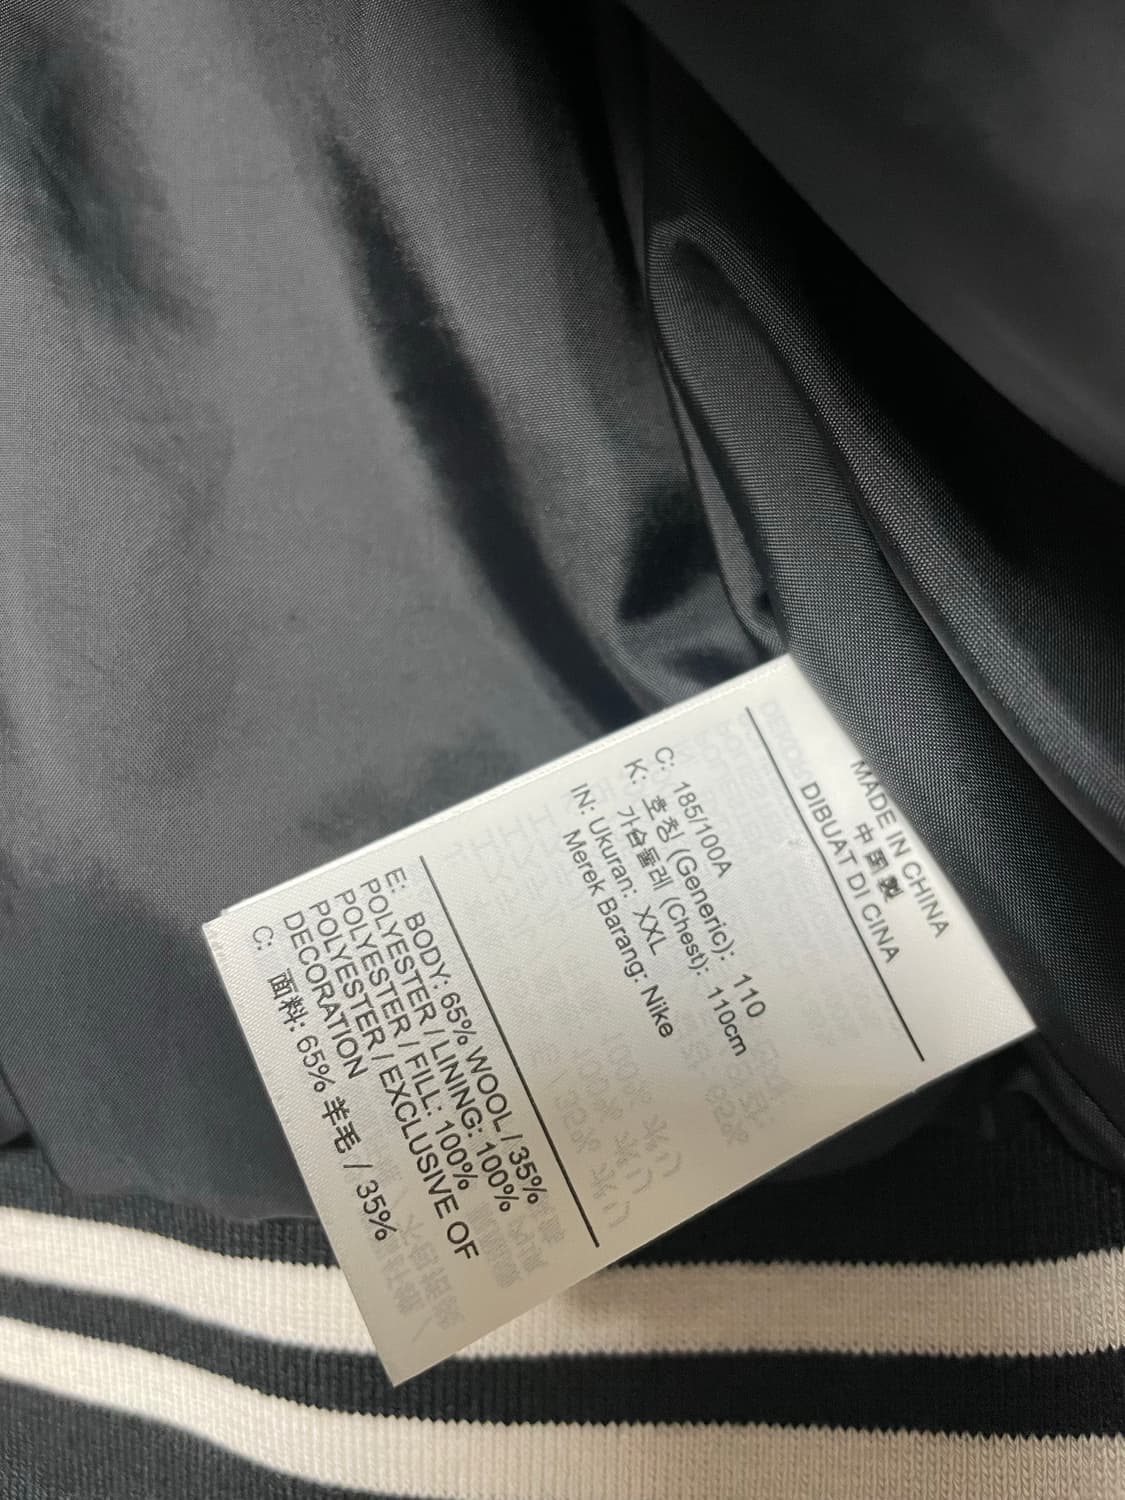 MADE IN CHINA
中国製
DIBUAT DI CINA
C: 185/100A
K: 호칭 (Generic): 110
가슴둘레 (Chest): 110cm
IN: Ukuran: XXL
Merek Barang: Nike
E: BODY: 65% WOOL / 35%
POLYESTER / LINING: 100%
POLYESTER / FILL: 100%
POLYESTER / EXCLUSIVE OF
DECORATION
C: 面料: 65% 羊毛 / 35%